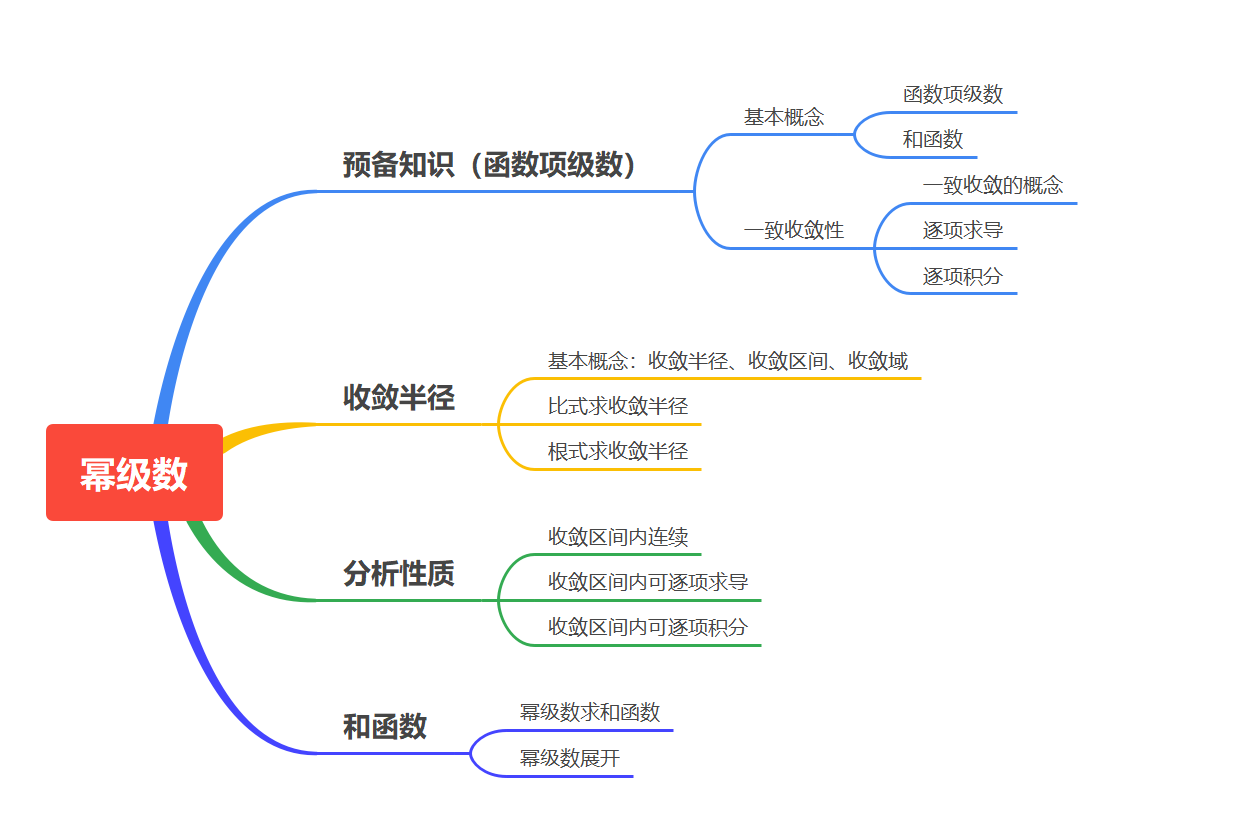 幂级数
预备知识（函数项级数）
基本概念
函数项级数
和函数
一致收敛性
一致收敛的概念
逐项求导
逐项积分
收敛半径
基本概念：收敛半径、收敛区间、收敛域
比式求收敛半径
根式求收敛半径
分析性质
收敛区间内连续
收敛区间内可逐项求导
收敛区间内可逐项积分
和函数
幂级数求和函数
幂级数展开